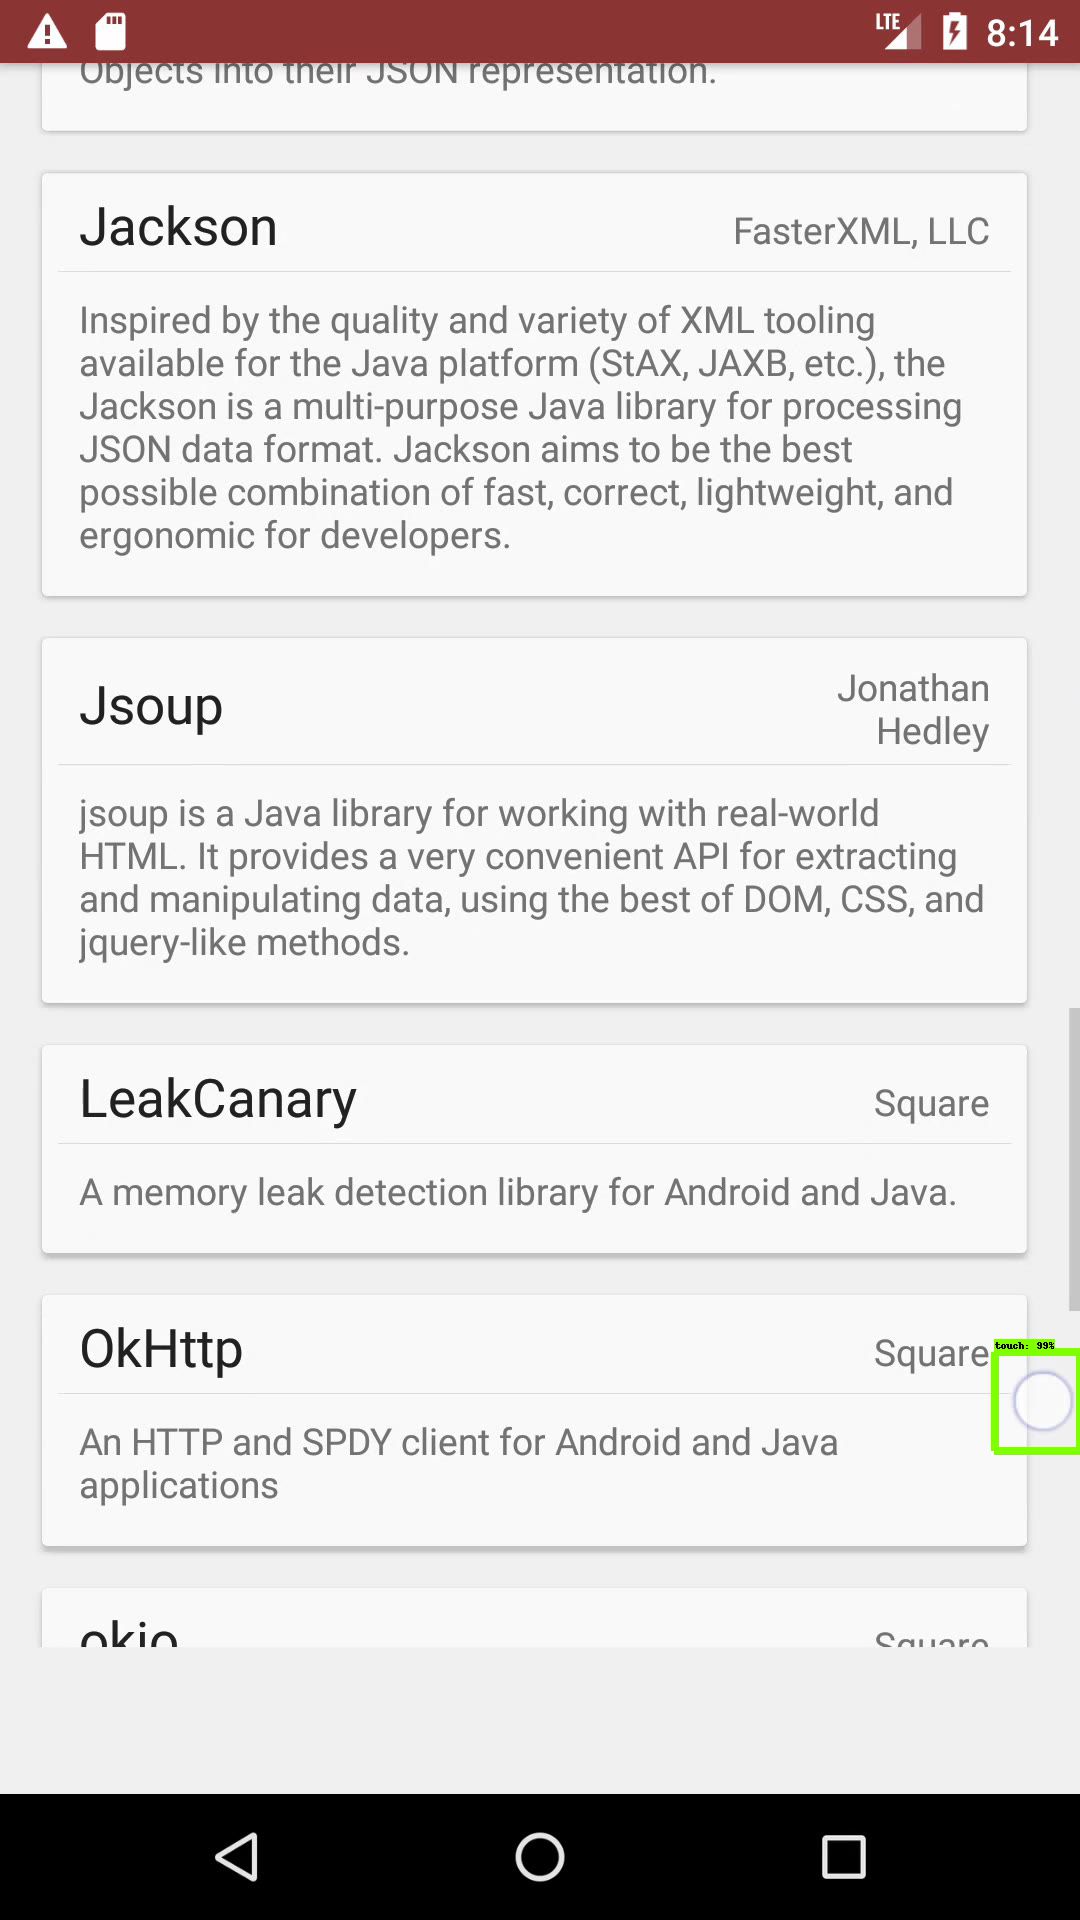 LTE 8:14
Objects into their JSON representation.
Jackson FasterXML, LLC
Inspired by the quality and variety of XML tooling
available for the Java platform (StAX, JAXB, etc.), the
Jackson is a multi-purpose Java library for processing
JSON data format. Jackson aims to be the best
possible combination of fast, correct, lightweight, and
ergonomic for developers.
Jsoup Jonathan
Hedley
jsoup is a Java library for working with real-world
HTML. It provides a very convenient API for extracting
and manipulating data, using the best of DOM, CSS, and
jquery-like methods.
LeakCanary Square
A memory leak detection library for Android and Java.
OkHttp Square
touch: 99%
An HTTP and SPDY client for Android and Java
applications
okio Square